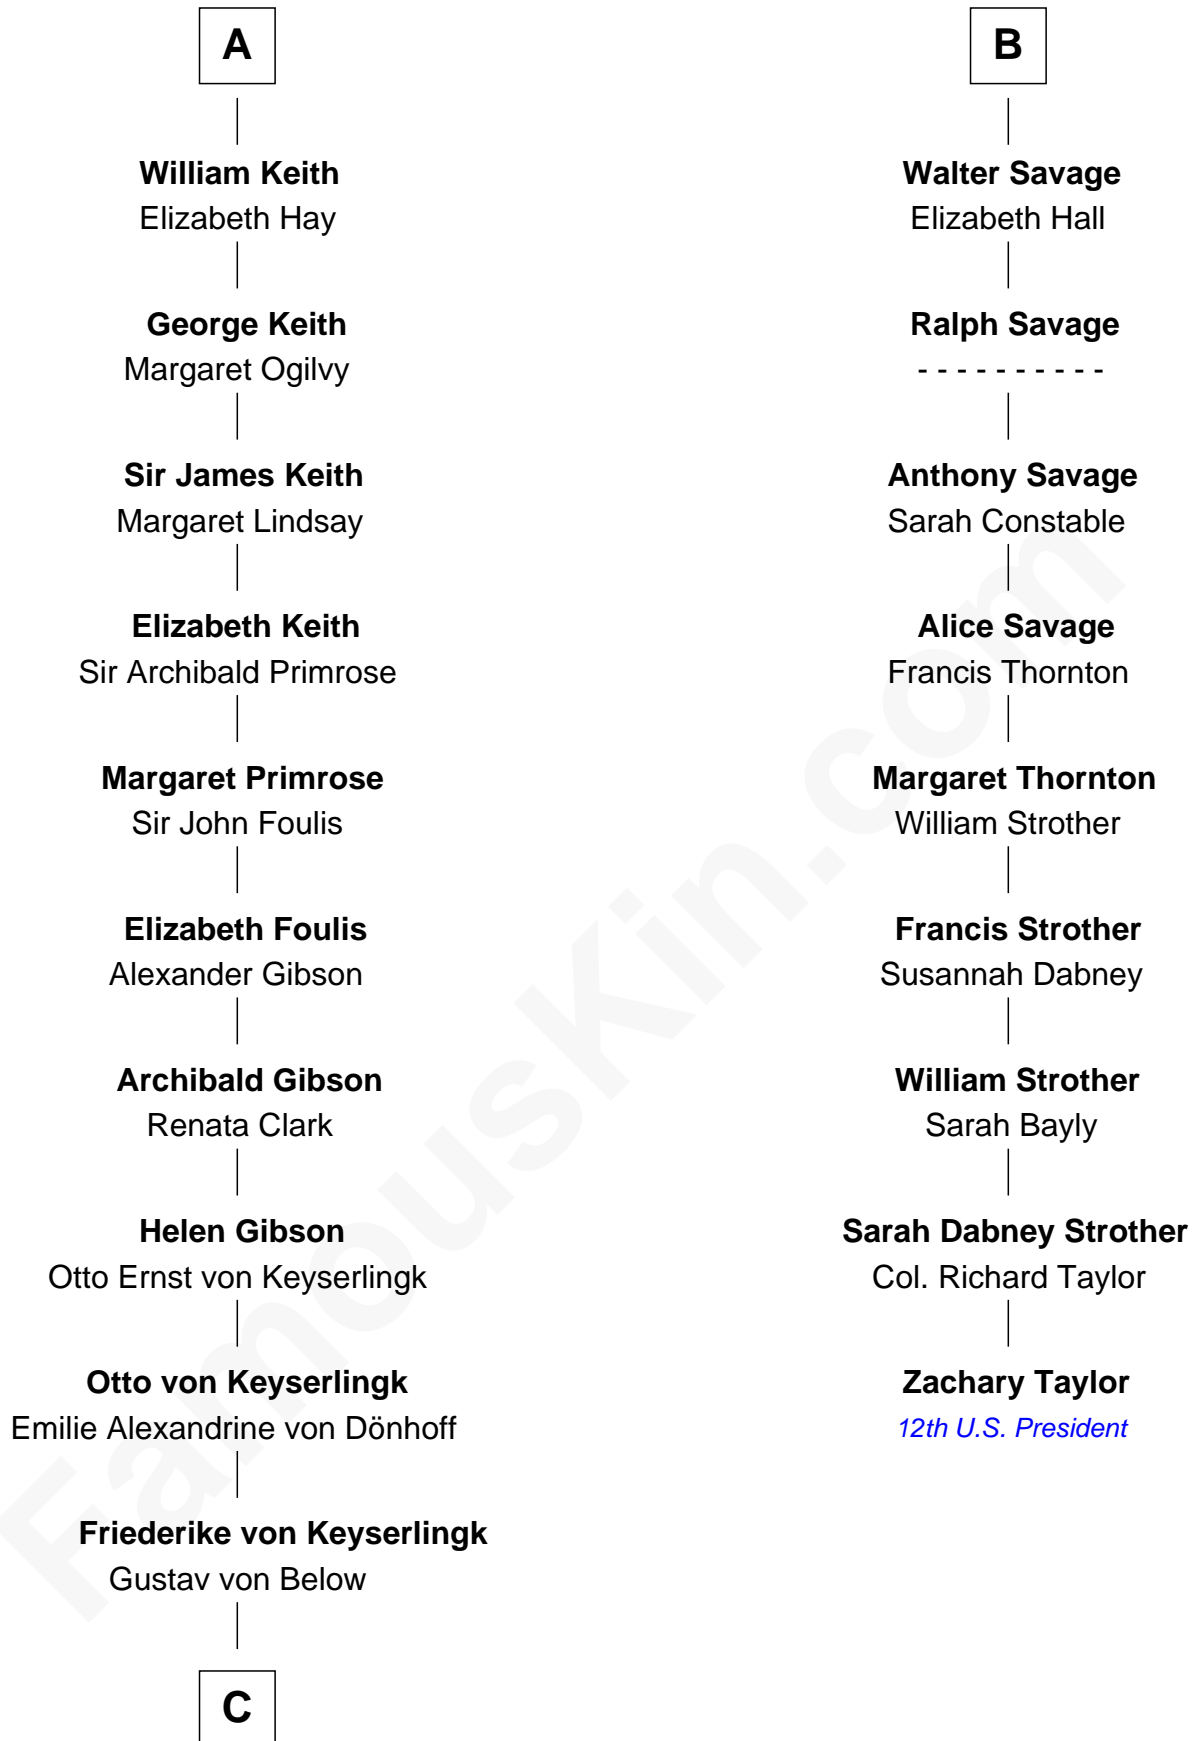 A
William Keith
Elizabeth Hay
George Keith
Margaret Ogilvy
Sir James Keith
Margaret Lindsay
Elizabeth Keith
Sir Archibald Primrose
Margaret Primrose
Sir John Foulis
Elizabeth Foulis
Alexander Gibson
Archibald Gibson
Renata Clark
Helen Gibson
Otto Ernst von Keyserlingk
Otto von Keyserlingk
Emilie Alexandrine von Dönhoff
Friederike von Keyserlingk
Gustav von Below
C
B
Walter Savage
Elizabeth Hall
Ralph Savage
- - - - - - - - - -
Anthony Savage
Sarah Constable
Alice Savage
Francis Thornton
Margaret Thornton
William Strother
Francis Strother
Susannah Dabney
William Strother
Sarah Bayly
Sarah Dabney Strother
Col. Richard Taylor
Zachary Taylor
12th U.S. President
FamousKin.com